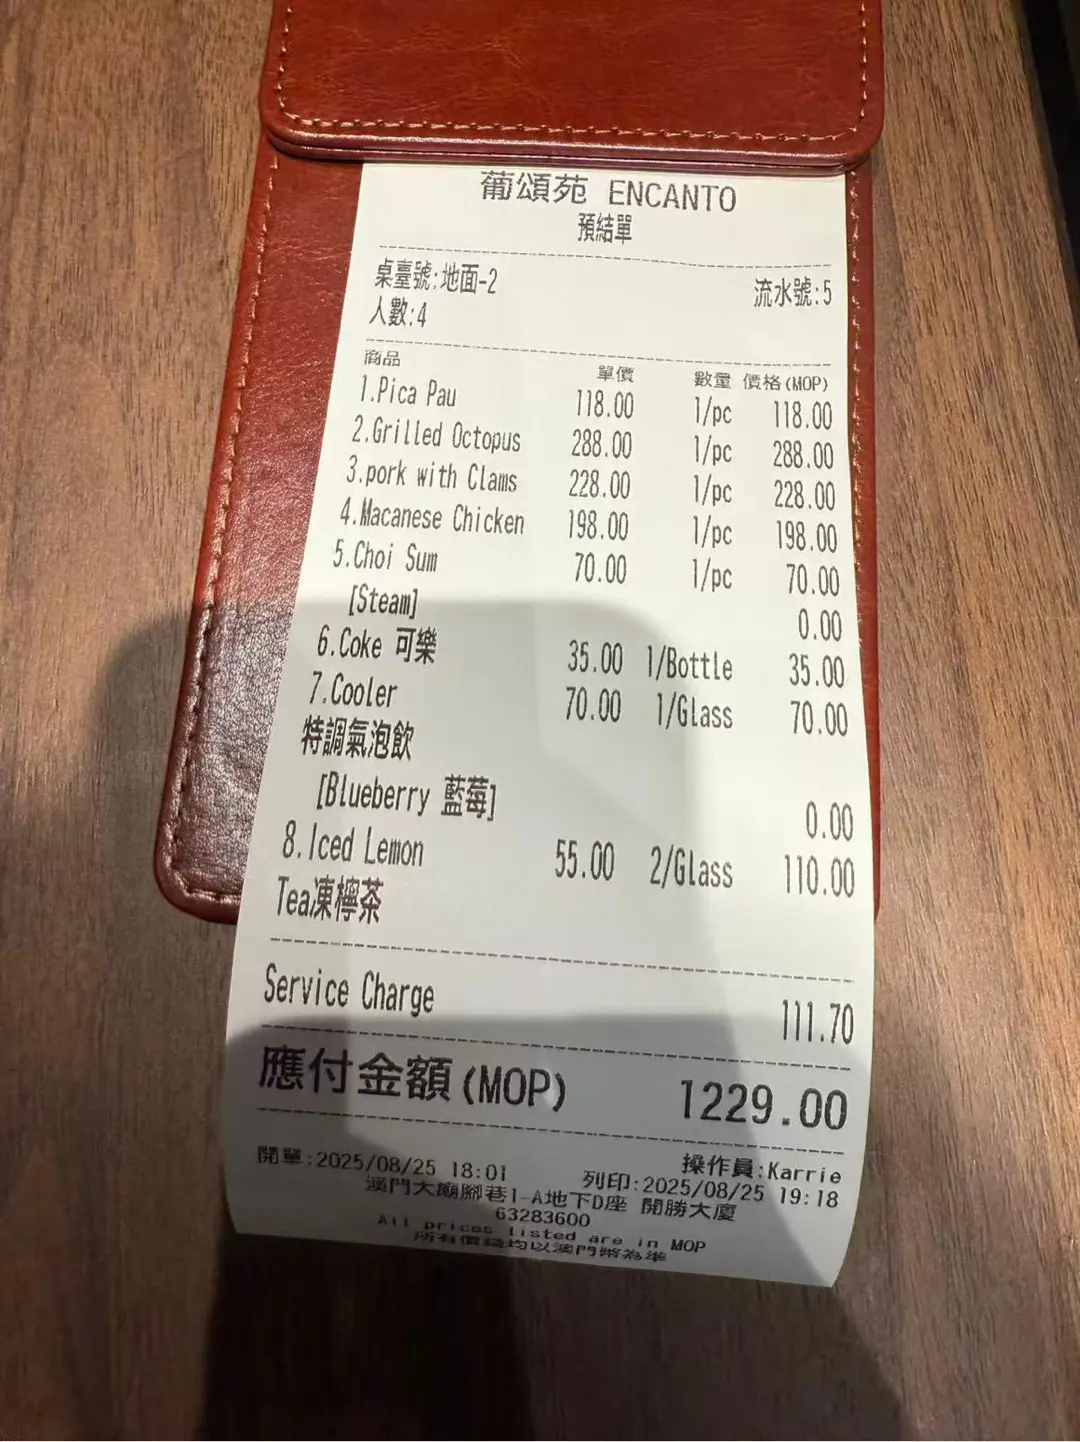 葡頌苑 ENCANTO
預結單
桌臺號:地面-2 流水號:5
人數:4
商品 單價 數量 價格(MOP)
1.Pica Pau 118.00 1/pc 118.00
2.Grilled Octopus 288.00 1/pc 288.00
3.pork with Clams 228.00 1/pc 228.00
4.Macanese Chicken 198.00 1/pc 198.00
5.Choi Sum 70.00 1/pc 70.00
[Steam] 0.00
6.Coke 可樂 35.00 1/Bottle 35.00
7.Cooler 70.00 1/Glass 70.00
特調氣泡飲
[Blueberry 藍莓] 0.00
8.Iced Lemon 55.00 2/Glass 110.00
Tea凍檸茶
Service Charge 111.70
應付金額(MOP) 1229.00
操作員:Karrie
開單:2025/08/25 18:01 列印:2025/08/25 19:18
澳門大廟腳巷1-A地下D座 開勝大廈
63283600
All prices listed are in MOP
所有價錢均以澳門幣為準